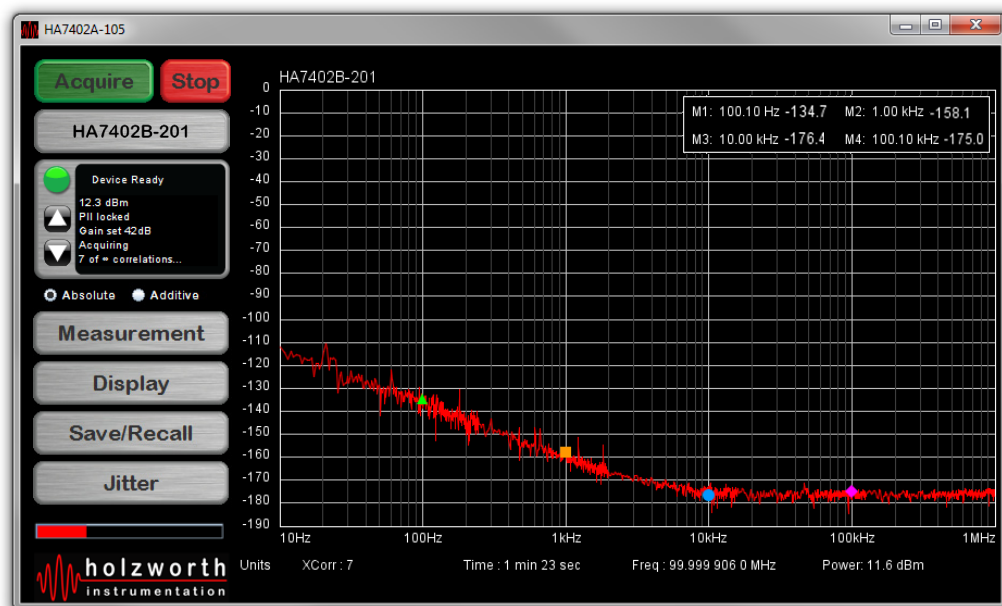 HA7402A-105
Acquire Stop
HA7402B-201
Device Ready
12.3 dBm
Pll locked
Gain set 42dB
Acquiring
7 of ∞ correlations...
Absolute Additive
Measurement
Display
Save/Recall
Jitter
holzworth
instrumentation
HA7402B-201
M1: 100.10 Hz -134.7 M2: 1.00 kHz -158.1
M3: 10.00 kHz -176.4 M4: 100.10 kHz -175.0
0
-10
-20
-30
-40
-50
-60
-70
-80
-90
-100
-110
-120
-130
-140
-150
-160
-170
-180
-190
10Hz 100Hz 1kHz 10kHz 100kHz 1MHz
Units XCorr : 7 Time : 1 min 23 sec Freq : 99.999 906 0 MHz Power: 11.6 dBm